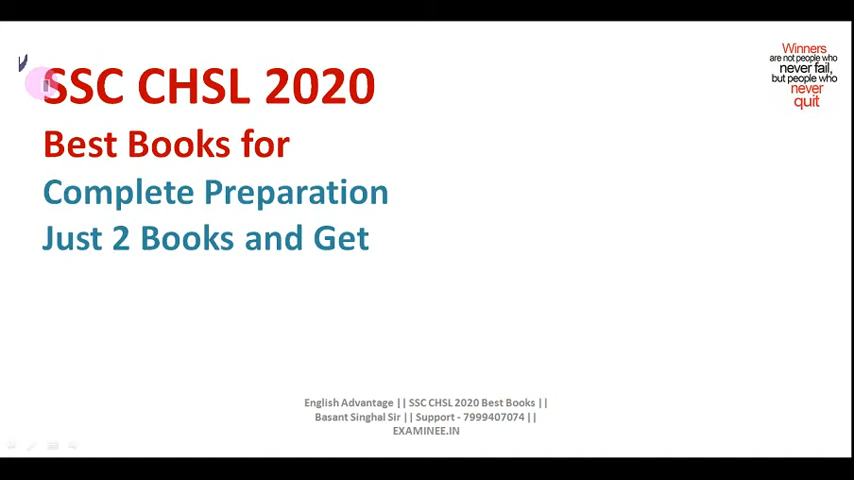 SSC CHSL 2020
Best Books for
Complete Preparation
Just 2 Books and Get
Winners
are not people who
never fail,
but people who
never
quit
English Advantage || SSC CHSL 2020 Best Books ||
Basant Singhal Sir || Support - 7999407074 ||
EXAMINEE.IN